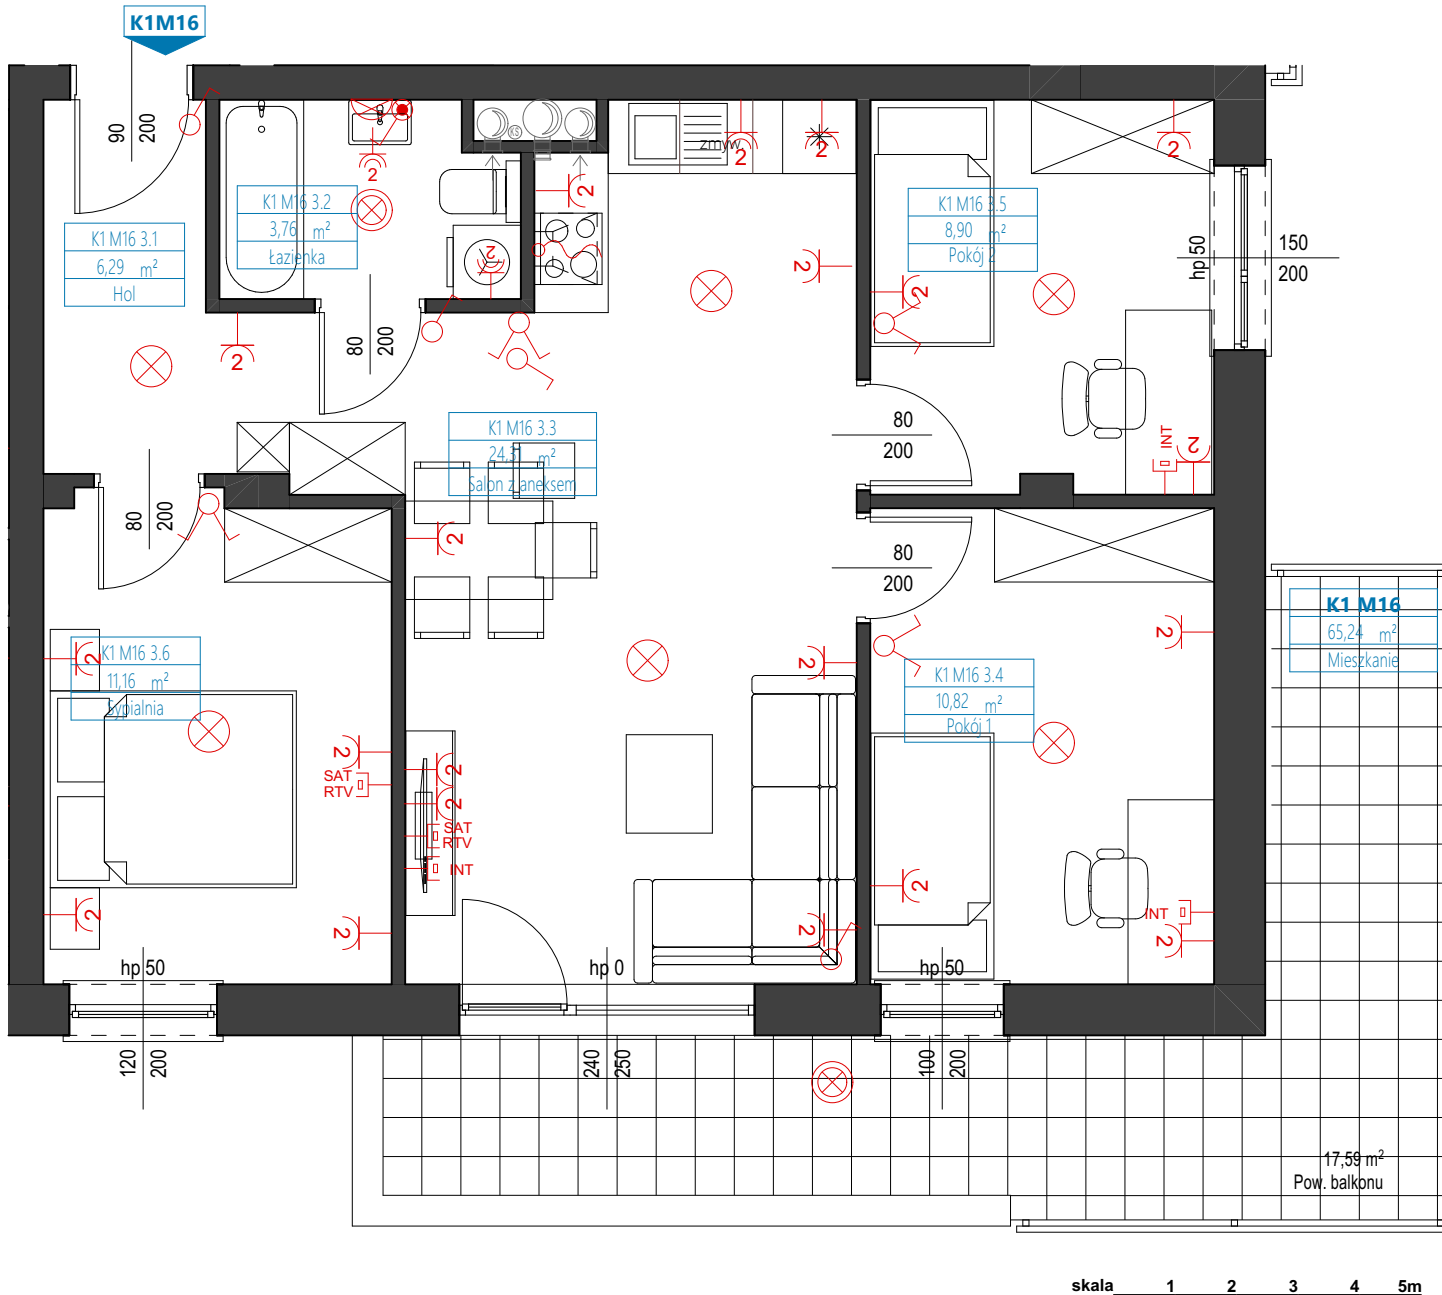 K1M16
90
200
K1 M16 3.1
6,29 m²
Hol
K1 M16 3.2
3,76 m²
Łazienka
2
2
2
2
KS
zmyw.
2
2
2
K1 M16 3.5
8,90 m²
Pokój 2
2
2
hp 50
150
200
80
200
K1 M16 3.3
24,31 m²
Salon z aneksem
80
200
INT
2
80
200
2
80
200
K1 M16
65,24 m²
Mieszkanie
K1 M16 3.6
11,16 m²
Sypialnia
2
2
2
K1 M16 3.4
10,82 m²
Pokój 1
2
SAT
RTV
2
2
SAT
RTV
INT
2
2
2
2
INT
2
hp 50
hp 0
hp 50
120
200
240
250
100
200
17,59 m²
Pow. balkonu
skala 1 2 3 4 5m